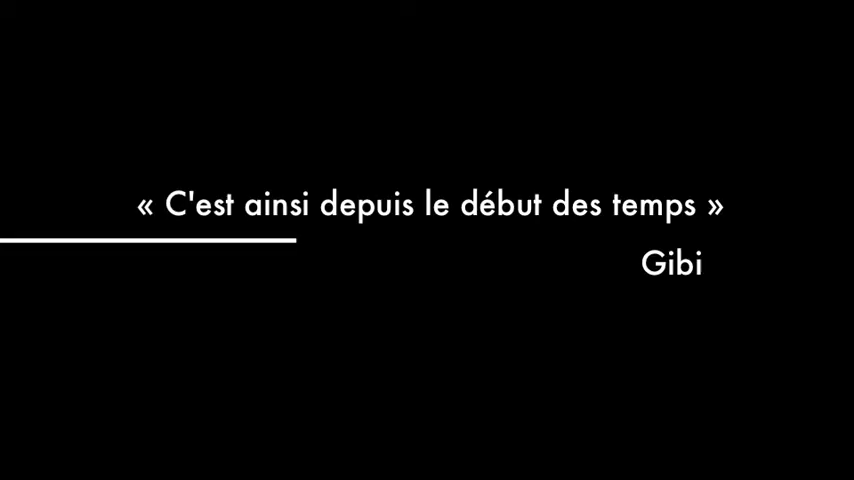 « C'est ainsi depuis le début des temps »
Gibi